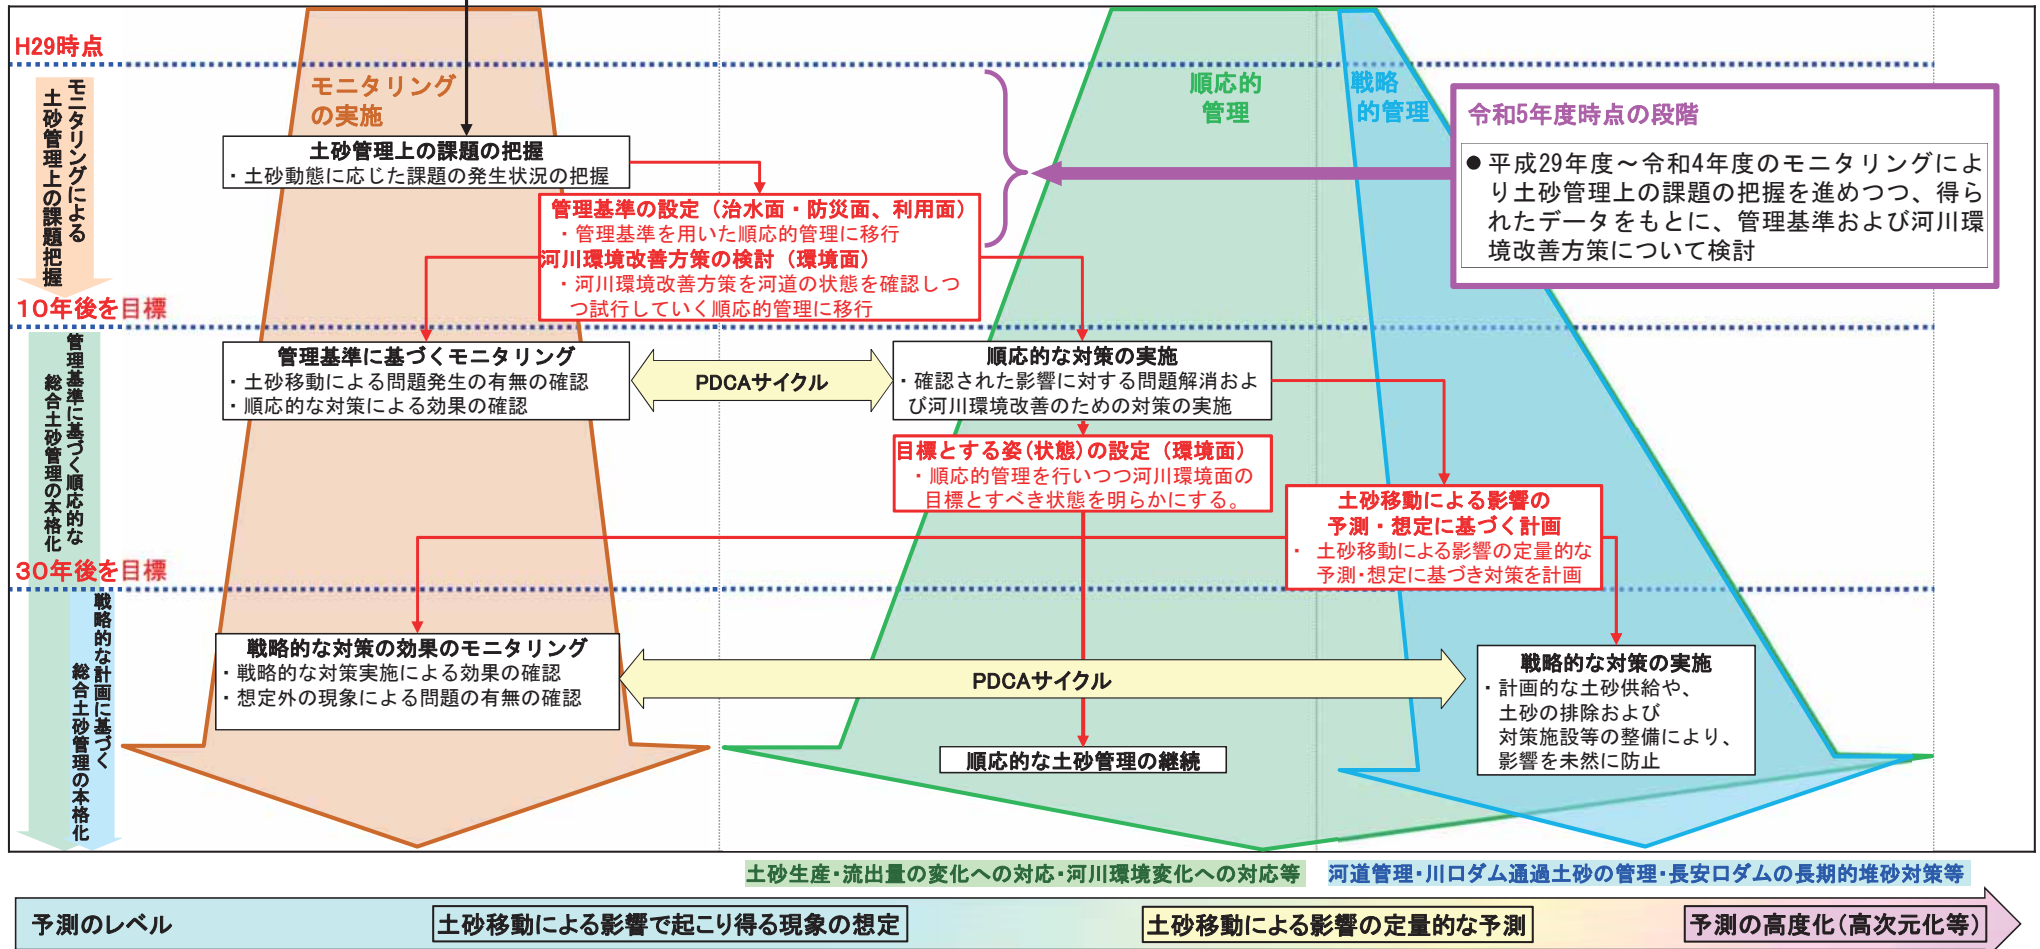 H29時点
モニタリングによる
土砂管理上の課題把握
モニタリング
の実施
順応的
管理
戦略
的管理
土砂管理上の課題の把握
・土砂動態に応じた課題の発生状況の把握
管理基準の設定（治水面・防災面、利用面）
・管理基準を用いた順応的管理に移行
河川環境改善方策の検討（環境面）
・河川環境改善方策を河道の状態を確認しつ
つ試行していく順応的管理に移行
令和5年度時点の段階
●平成29年度～令和4年度のモニタリングによ
り土砂管理上の課題の把握を進めつつ、得ら
れたデータをもとに、管理基準および河川環
境改善方策について検討
10年後を目標
管理基準に基づく順応的な
総合土砂管理の本格化
管理基準に基づくモニタリング
・土砂移動による問題発生の有無の確認
・順応的な対策による効果の確認
PDCAサイクル
順応的な対策の実施
・確認された影響に対する問題解消およ
び河川環境改善のための対策の実施
目標とする姿(状態)の設定（環境面）
・順応的管理を行いつつ河川環境面の
目標とすべき状態を明らかにする。
土砂移動による影響の
予測・想定に基づく計画
・土砂移動による影響の定量的な
予測・想定に基づき対策を計画
30年後を目標
戦略的な計画に基づく
総合土砂管理の本格化
戦略的な対策の効果のモニタリング
・戦略的な対策実施による効果の確認
・想定外の現象による問題の有無の確認
PDCAサイクル
戦略的な対策の実施
・計画的な土砂供給や、
土砂の排除および
対策施設等の整備により、
影響を未然に防止
順応的な土砂管理の継続
土砂生産・流出量の変化への対応・河川環境変化への対応等
河道管理・川口ダム通過土砂の管理・長安口ダムの長期的堆砂対策等
予測のレベル
土砂移動による影響で起こり得る現象の想定
土砂移動による影響の定量的な予測
予測の高度化(高次元化等)